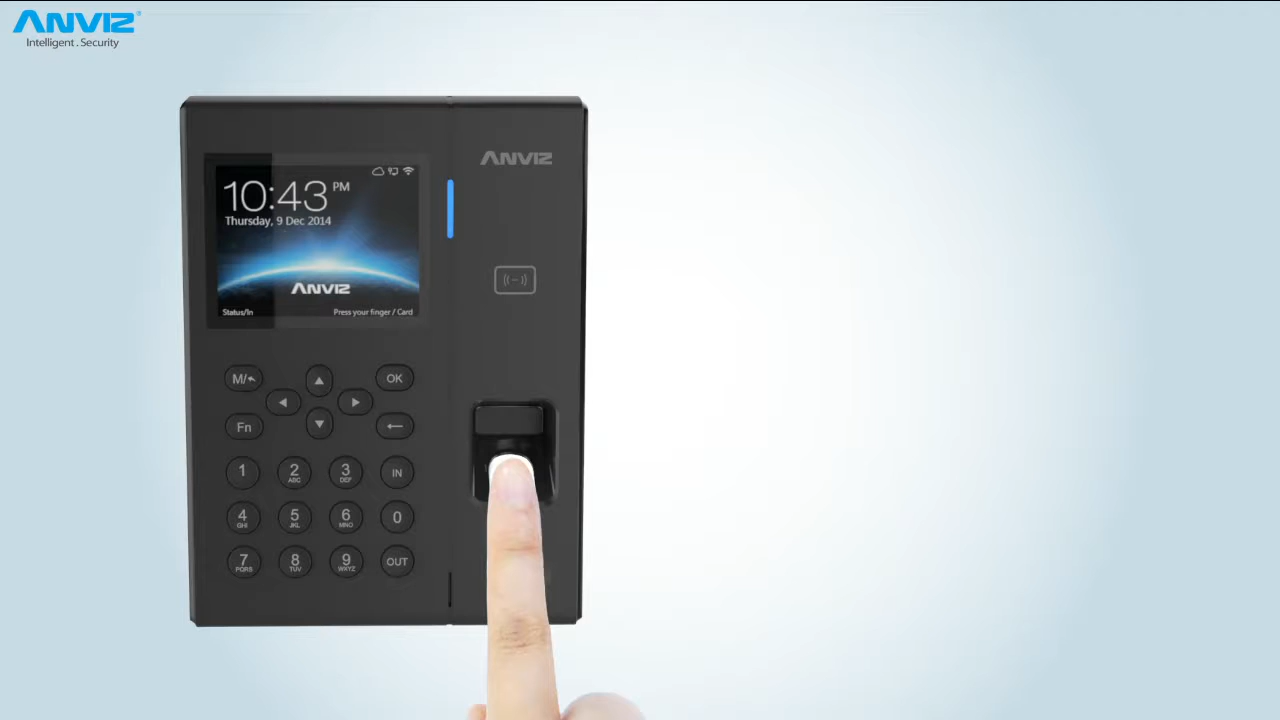 ANVIZ®
Intelligent . Security
ANVIZ
10:43 PM
Thursday, 9 Dec 2014
ANVIZ
Status/In
Press your finger / Card
M/
OK
Fn
1
2
ABC
3
DEF
IN
4
GHI
5
JKL
6
MNO
0
7
PQRS
8
TUV
9
WXYZ
OUT